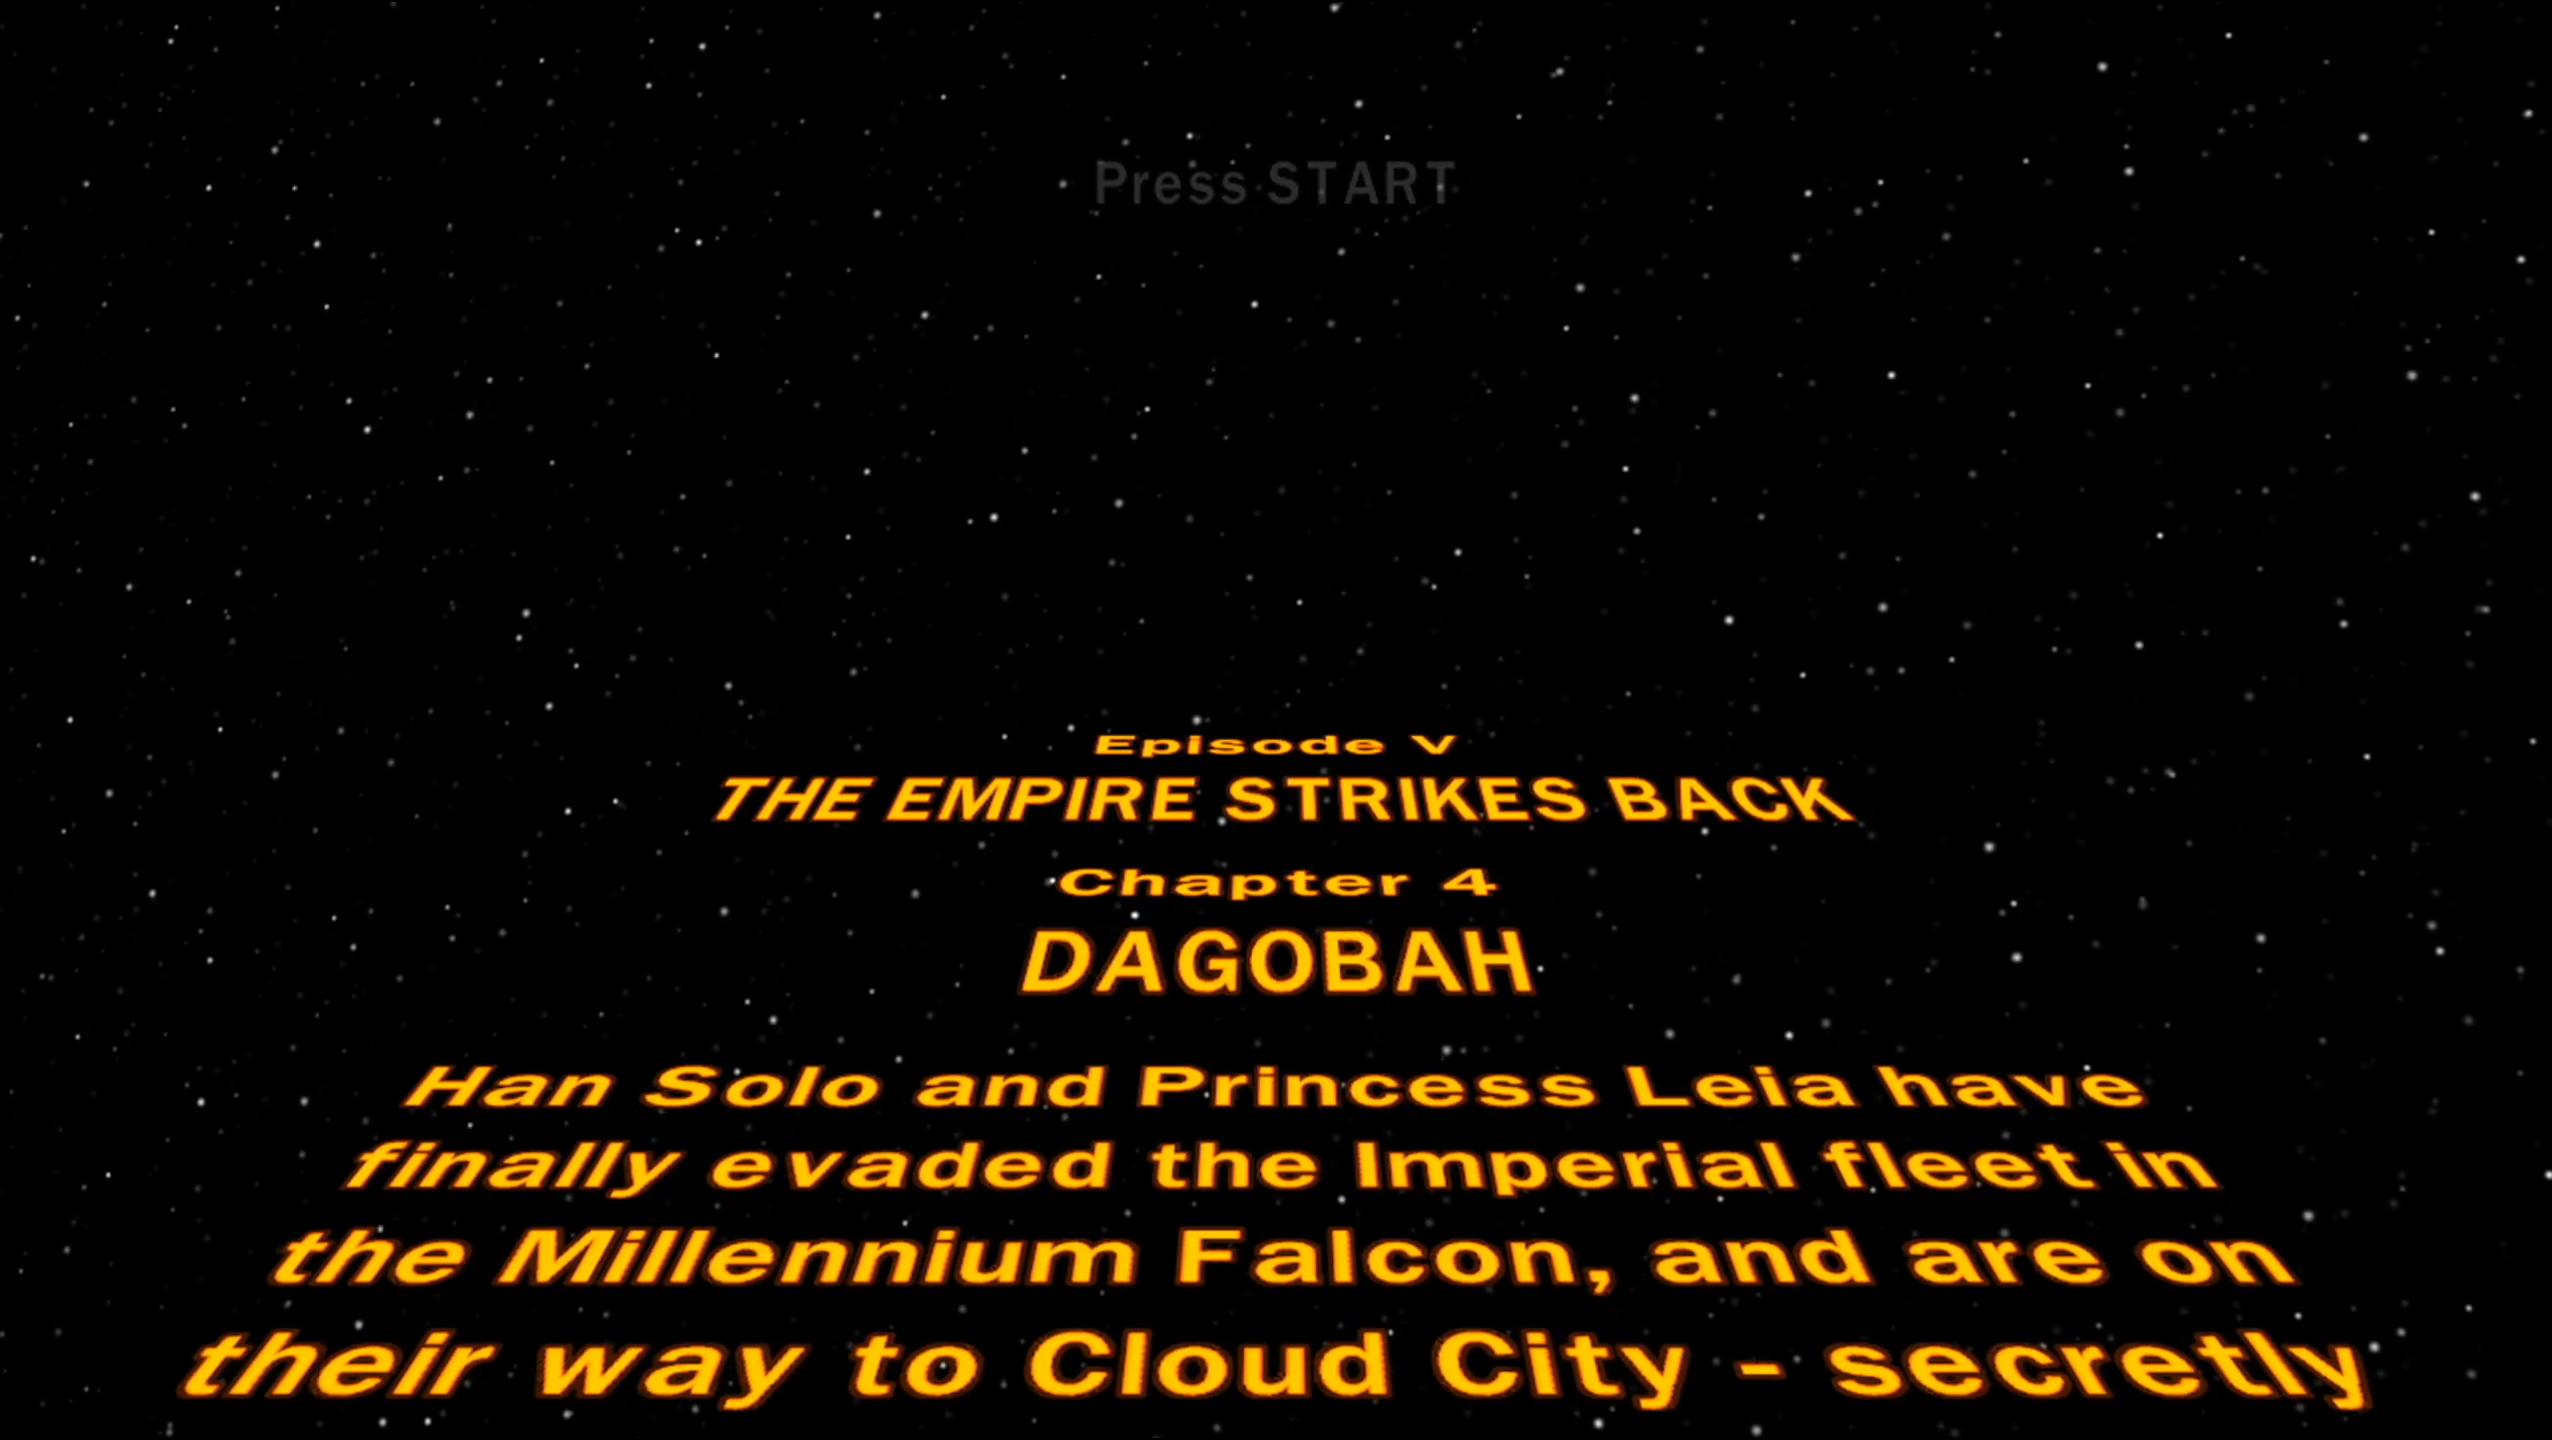 Press START
Episode V
THE EMPIRE STRIKES BACK
Chapter 4
DAGOBAH
Han Solo and Princess Leia have
finally evaded the Imperial fleet in
the Millennium Falcon, and are on
their way to Cloud City - secretly